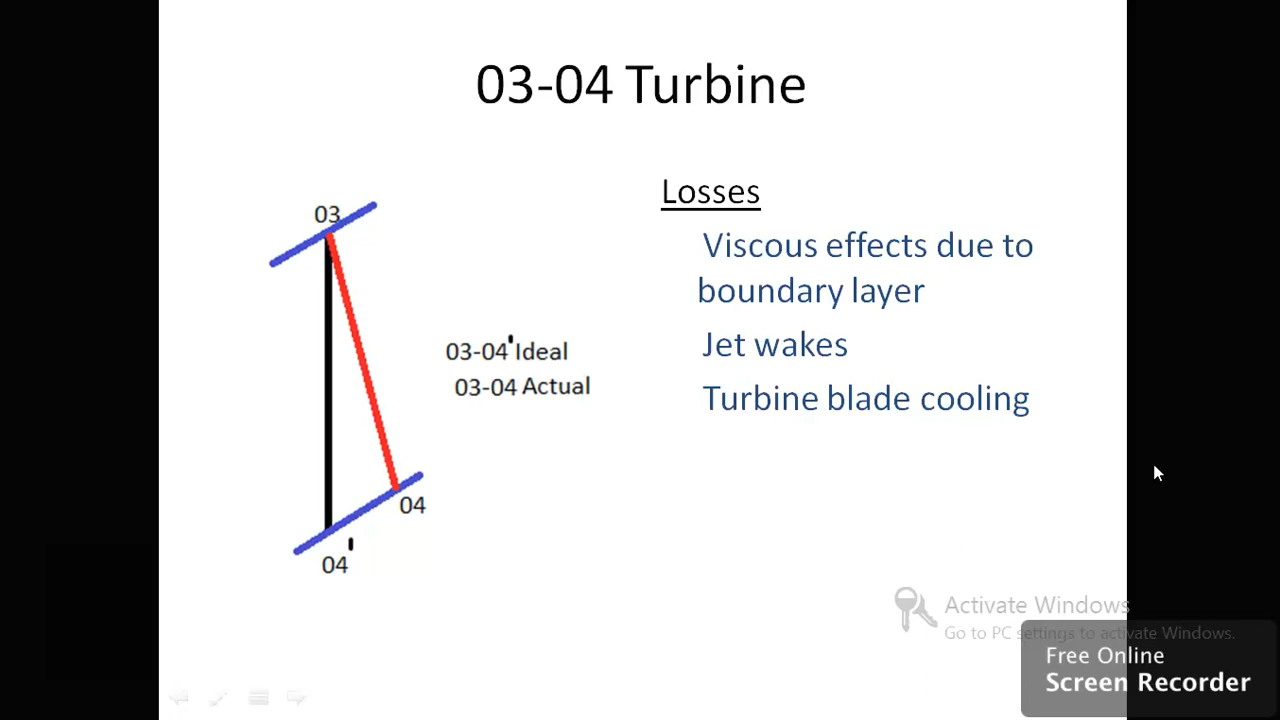 03-04 Turbine
Losses
Viscous effects due to
boundary layer
Jet wakes
Turbine blade cooling
03
03-04'Ideal
03-04 Actual
04
04'
Activate Windows
Go to PC settings to activate Windows.
Free Online
Screen Recorder